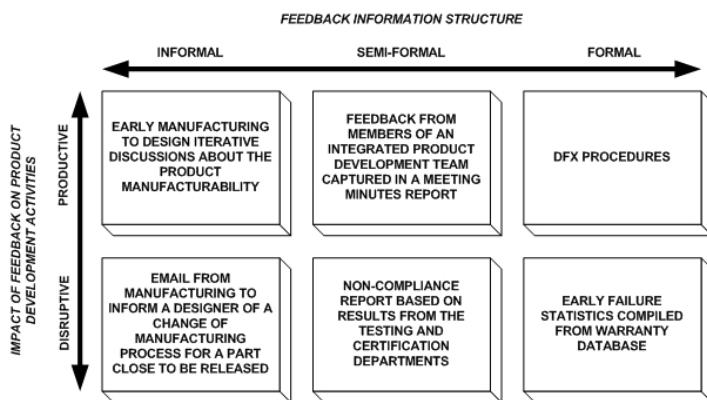 FEEDBACK INFORMATION STRUCTURE
INFORMAL
SEMI-FORMAL
FORMAL
IMPACT OF FEEDBACK ON PRODUCT
DEVELOPMENT ACTIVITIES
PRODUCTIVE
EARLY MANUFACTURING
TO DESIGN ITERATIVE
DISCUSSIONS ABOUT THE
PRODUCT
MANUFACTURABILITY
FEEDBACK FROM
MEMBERS OF AN
INTEGRATED PRODUCT
DEVELOPMENT TEAM
CAPTURED IN A MEETING
MINUTES REPORT
DFX PROCEDURES
DISRUPTIVE
EMAIL FROM
MANUFACTURING TO
INFORM A DESIGNER OF A
CHANGE OF
MANUFACTURING
PROCESS FOR A PART
CLOSE TO BE RELEASED
NON-COMPLIANCE
REPORT BASED ON
RESULTS FROM THE
TESTING AND
CERTIFICATION
DEPARTMENTS
EARLY FAILURE
STATISTICS COMPILED
FROM WARRANTY
DATABASE